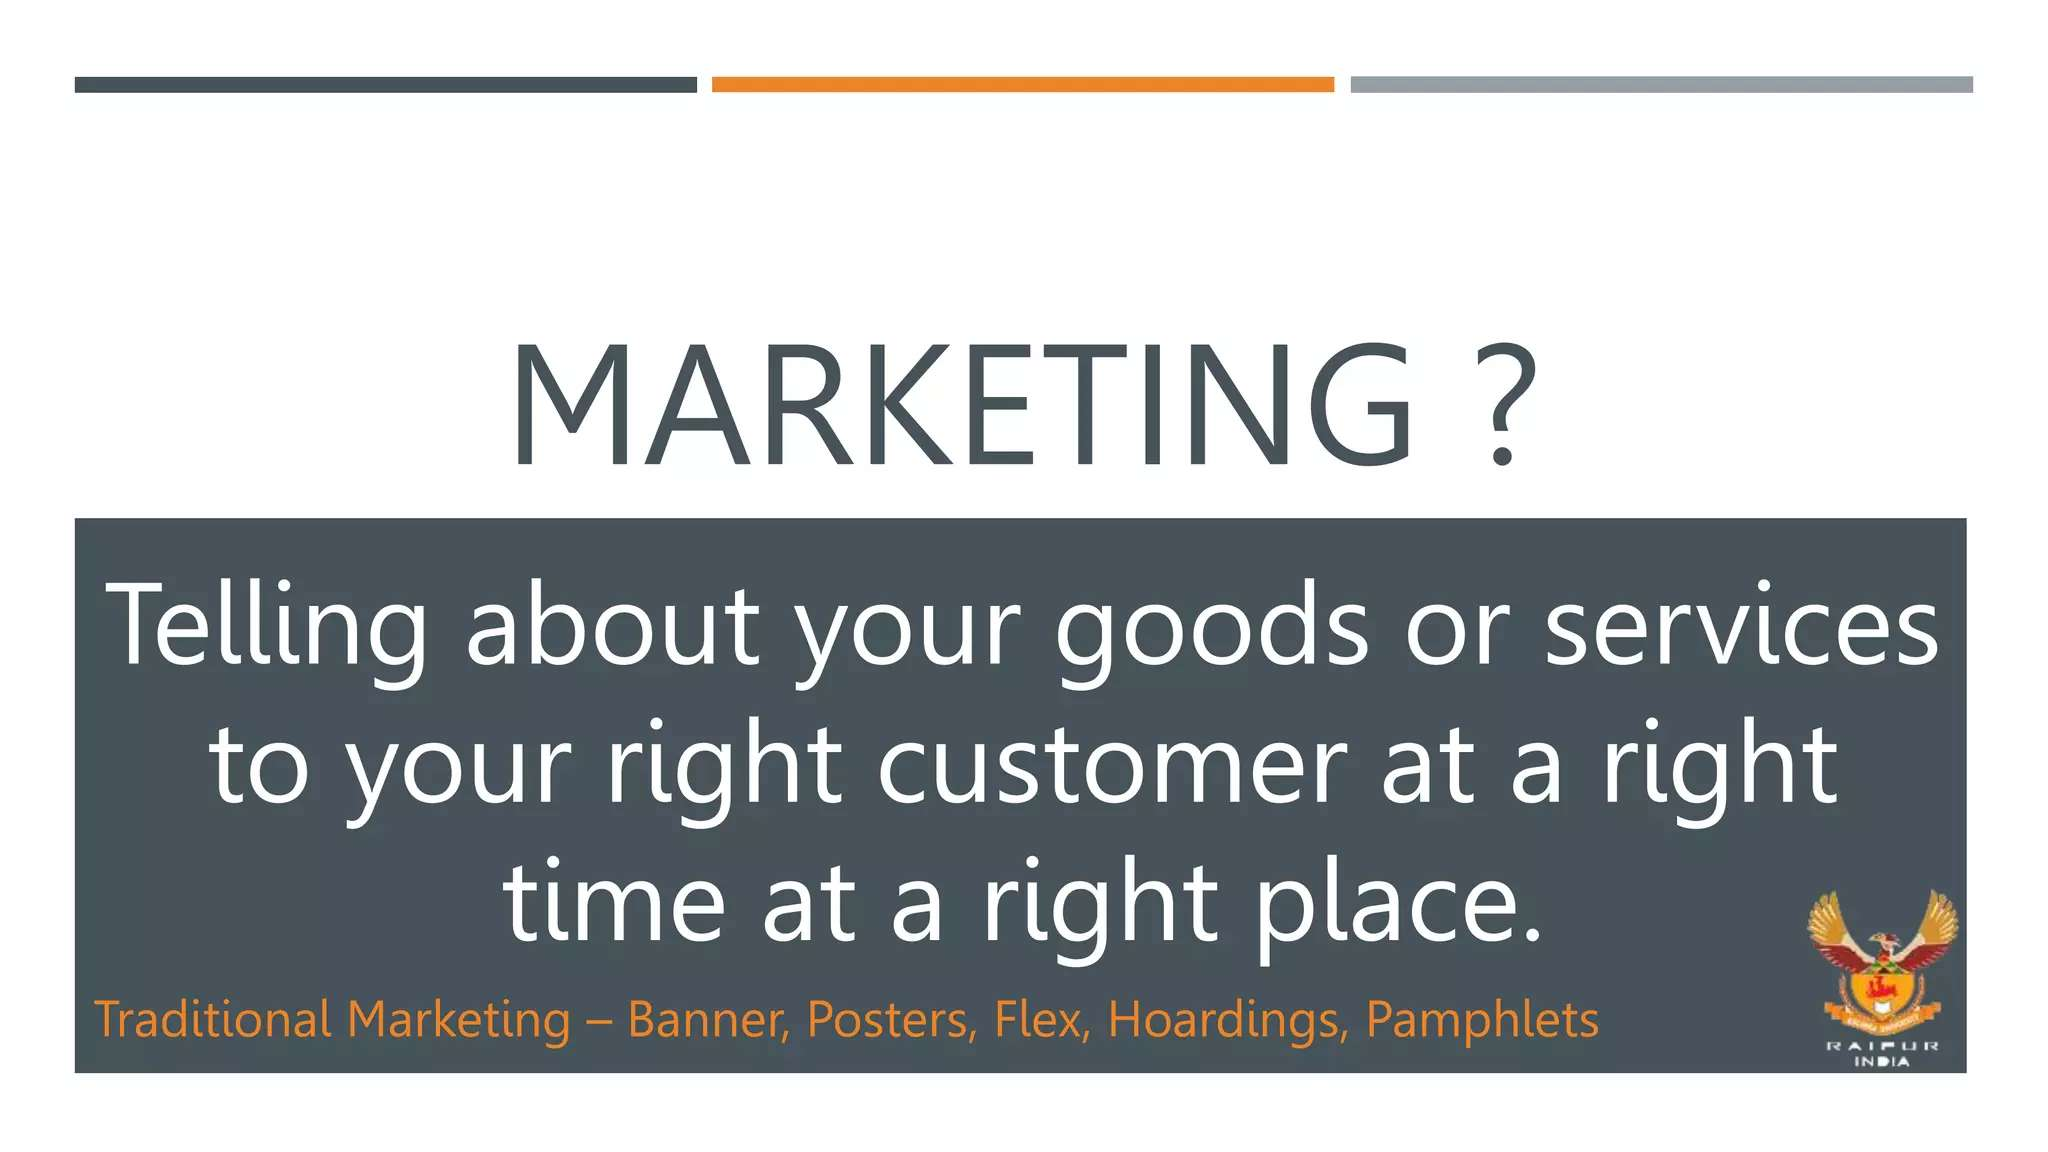 MARKETING ?
Telling about your goods or services
to your right customer at a right
time at a right place.
Traditional Marketing – Banner, Posters, Flex, Hoardings, Pamphlets
RAIPUR
INDIA